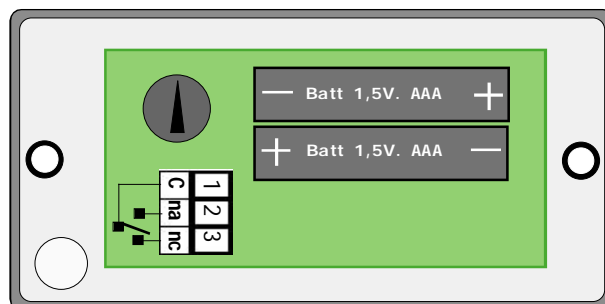 — Batt 1,5V. AAA +
+ Batt 1,5V. AAA —
C 1
na 2
nc 3